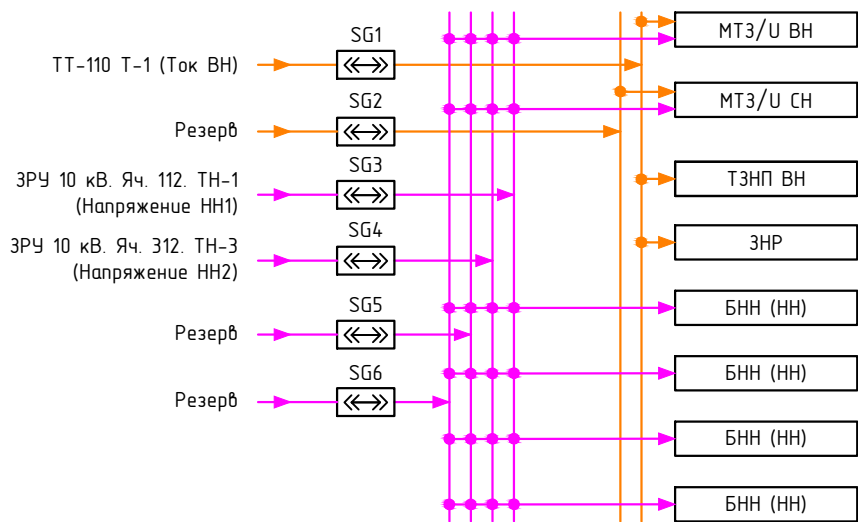 SG1
ТТ-110 Т-1 (Ток ВН)
SG2
Резерв
SG3
ЗРУ 10 кВ. Яч. 112. ТН-1
(Напряжение НН1)
SG4
ЗРУ 10 кВ. Яч. 312. ТН-3
(Напряжение НН2)
SG5
Резерв
SG6
Резерв
МТЗ/U ВН
МТЗ/U СН
ТЗНП ВН
ЗНР
БНН (НН)
БНН (НН)
БНН (НН)
БНН (НН)